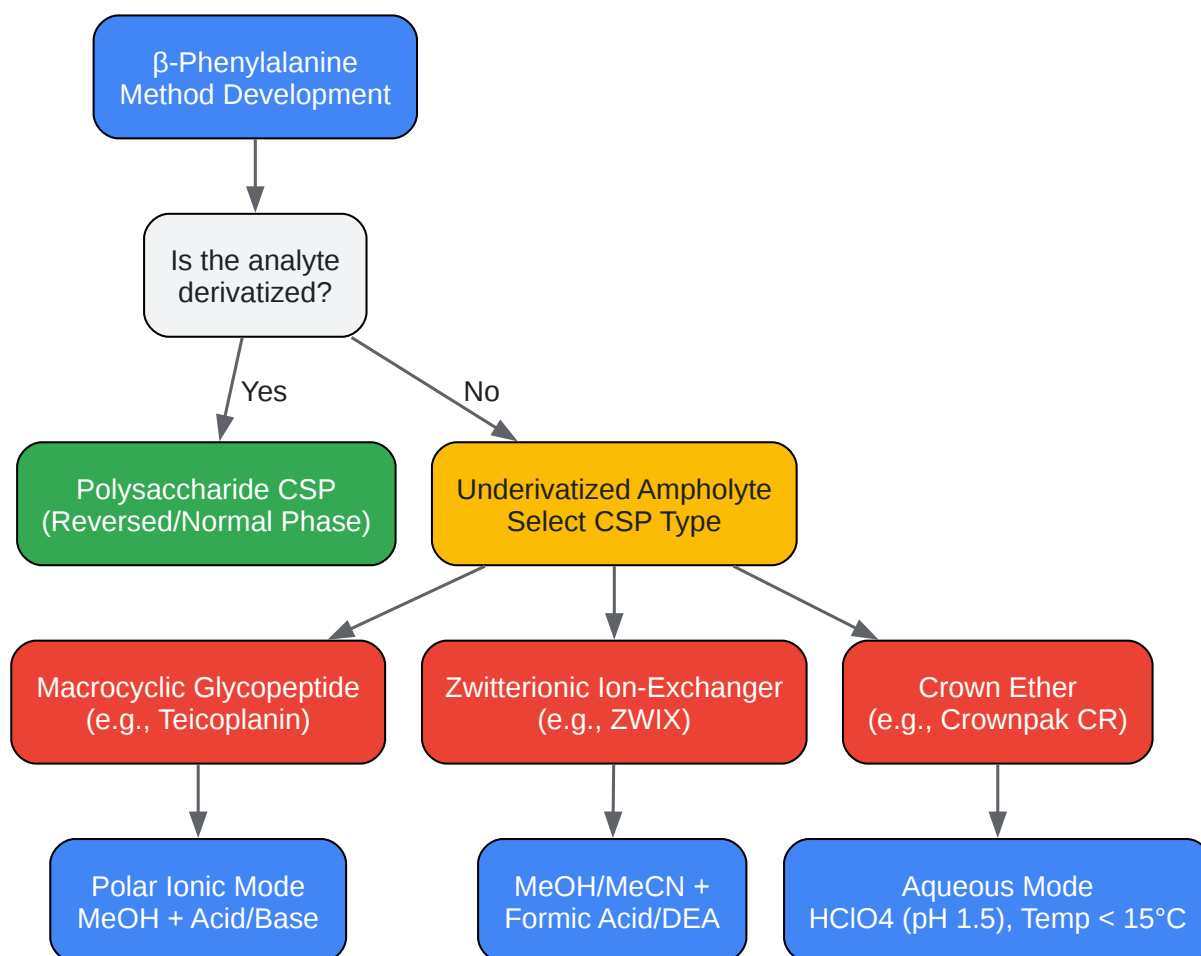 β-Phenylalanine
Method Development
Is the analyte
derivatized?
Yes
No
Polysaccharide CSP
(Reversed/Normal Phase)
Underivatized Ampholyte
Select CSP Type
Macrocyclic Glycopeptide
(e.g., Teicoplanin)
Zwitterionic Ion-Exchanger
(e.g., ZWIX)
Crown Ether
(e.g., Crownpak CR)
Polar Ionic Mode
MeOH + Acid/Base
MeOH/MeCN +
Formic Acid/DEA
Aqueous Mode
HClO4 (pH 1.5), Temp < 15°C